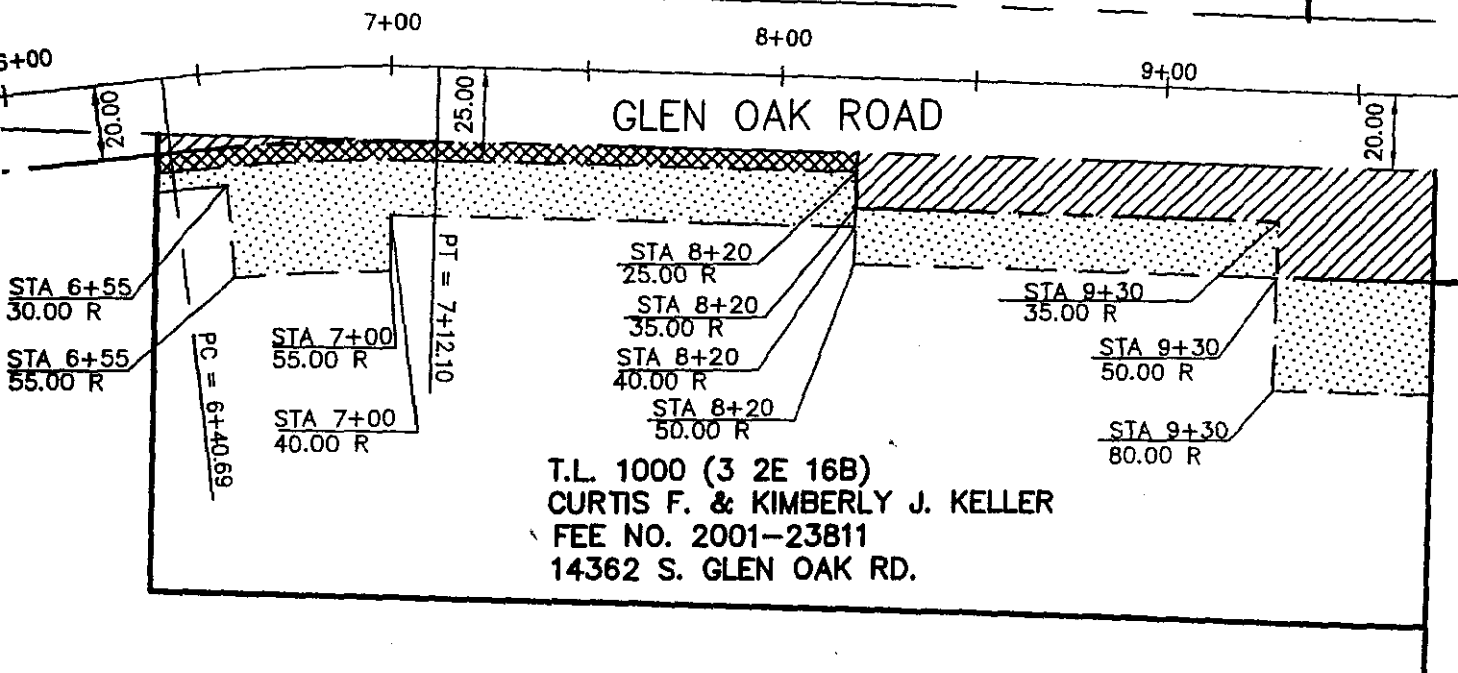 6+00
7+00
8+00
9+00
20.00
25.00
GLEN OAK ROAD
20.00
STA 6+55
30.00 R
STA 6+55
55.00 R
PC = 6+40.69
STA 7+00
55.00 R
STA 7+00
40.00 R
PT = 7+12.10
STA 8+20
25.00 R
STA 8+20
35.00 R
STA 8+20
40.00 R
STA 8+20
50.00 R
STA 9+30
35.00 R
STA 9+30
50.00 R
STA 9+30
80.00 R
T.L. 1000 (3 2E 16B)
CURTIS F. & KIMBERLY J. KELLER
FEE NO. 2001-23811
14362 S. GLEN OAK RD.